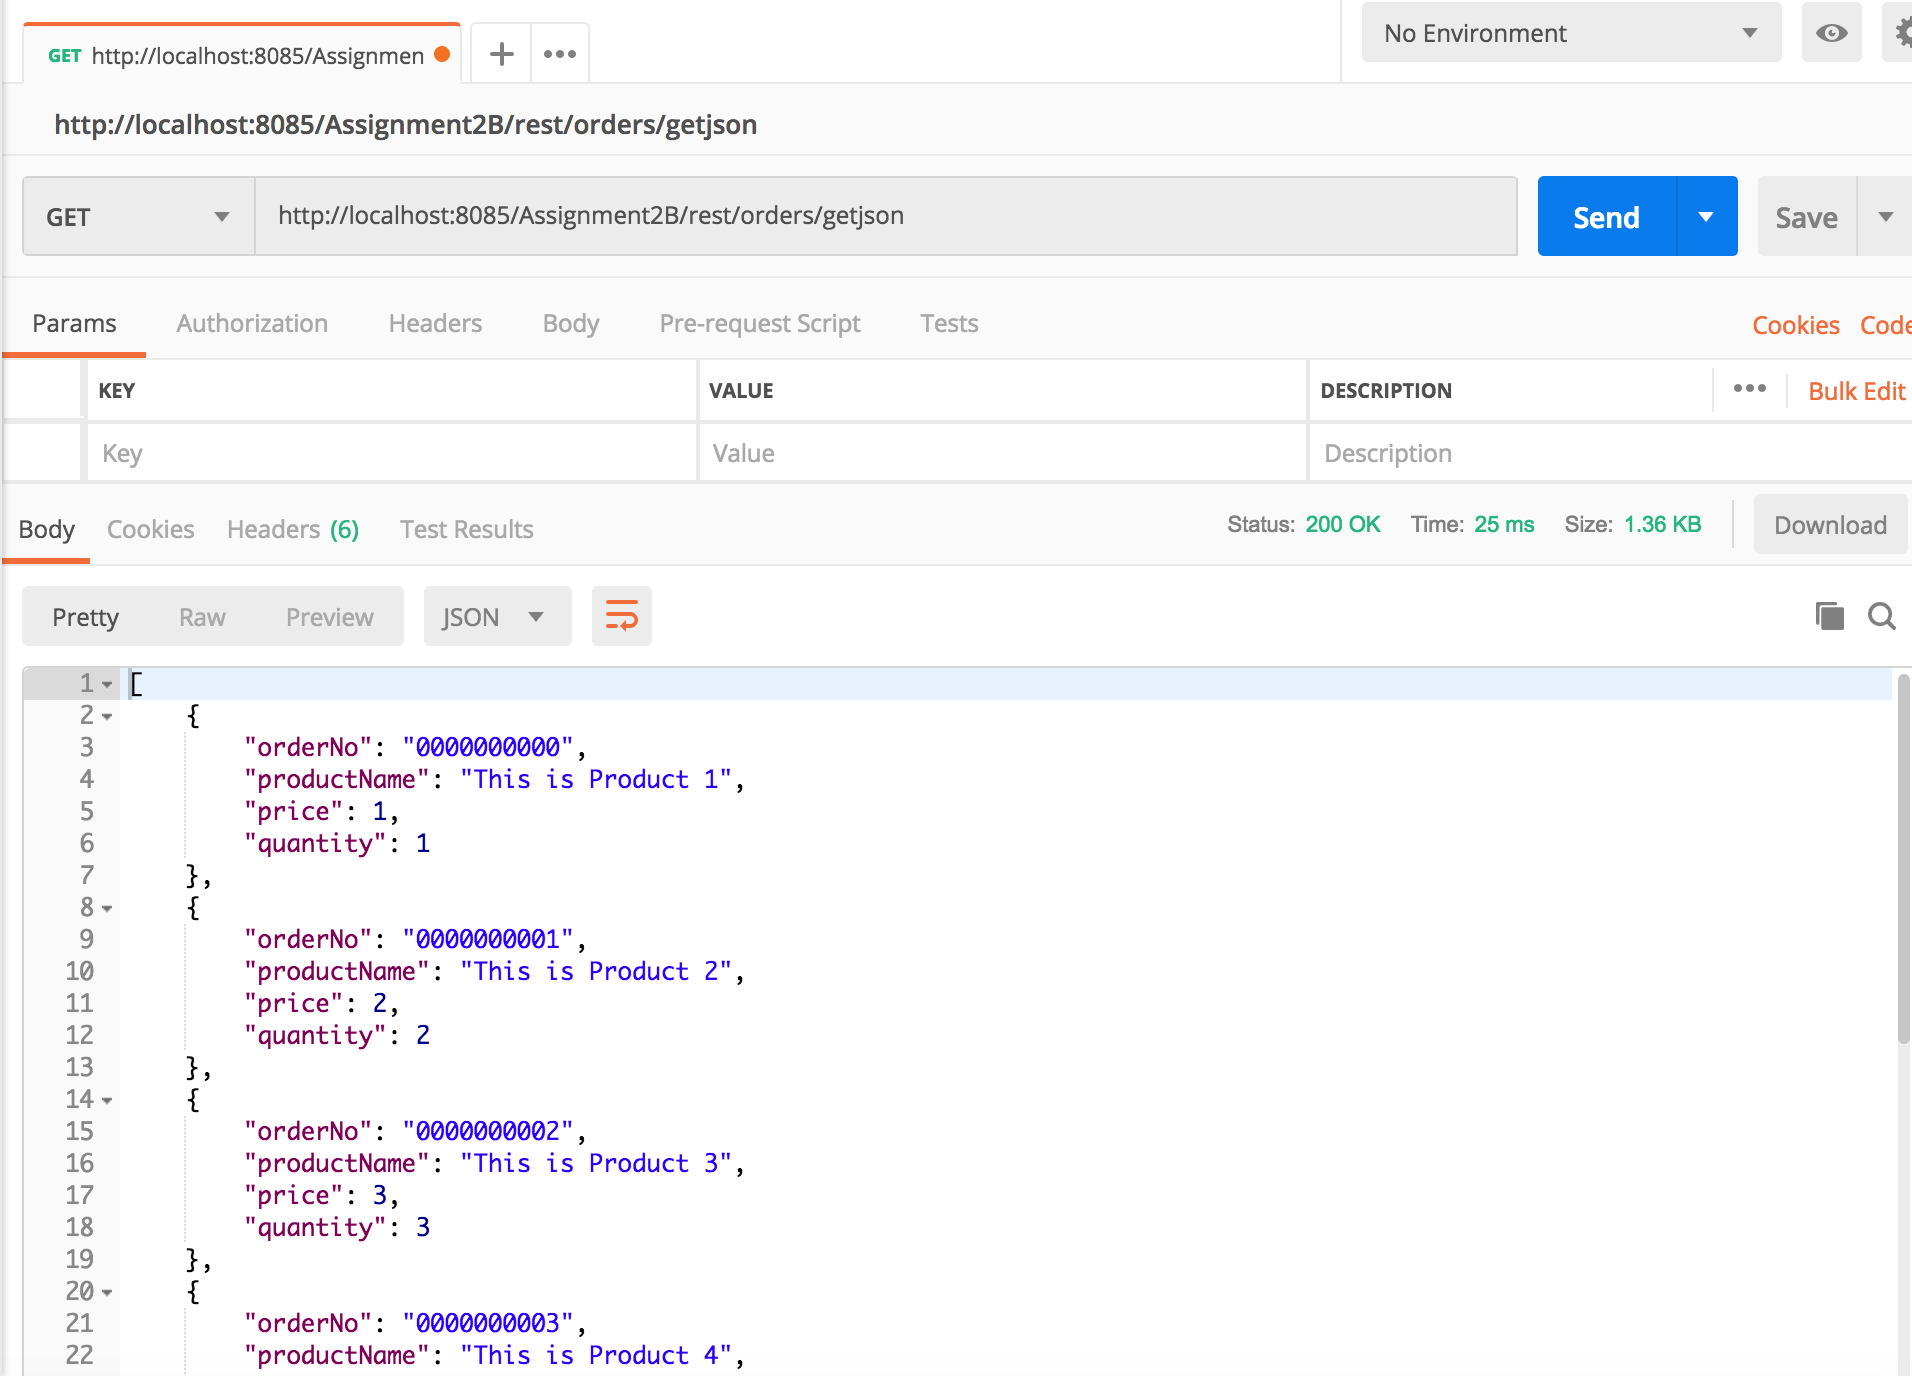 GET http://localhost:8085/Assignmen
No Environment
http://localhost:8085/Assignment2B/rest/orders/getjson
GET http://localhost:8085/Assignment2B/rest/orders/getjson Send Save
Params Authorization Headers Body Pre-request Script Tests Cookies Code
KEY VALUE DESCRIPTION ••• Bulk Edit
Key Value Description
Body Cookies Headers (6) Test Results Status: 200 OK Time: 25 ms Size: 1.36 KB Download
Pretty Raw Preview JSON
1 [
2 {
3 "orderNo": "0000000000",
4 "productName": "This is Product 1",
5 "price": 1,
6 "quantity": 1
7 },
8 {
9 "orderNo": "0000000001",
10 "productName": "This is Product 2",
11 "price": 2,
12 "quantity": 2
13 },
14 {
15 "orderNo": "0000000002",
16 "productName": "This is Product 3",
17 "price": 3,
18 "quantity": 3
19 },
20 {
21 "orderNo": "0000000003",
22 "productName": "This is Product 4",